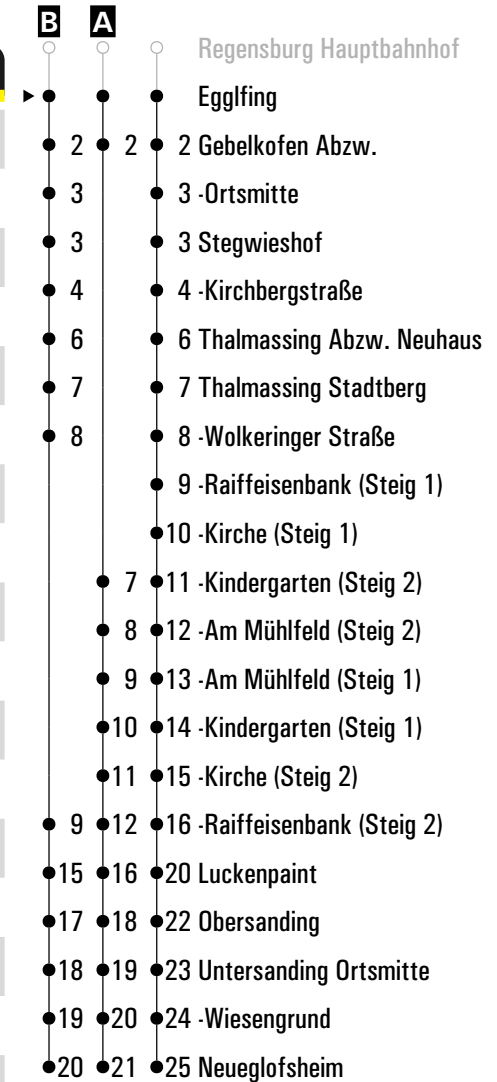 B A
Regensburg Hauptbahnhof
Egglfing
2 2 2 Gebelkofen Abzw.
3 3 -Ortsmitte
3 3 Stegwieshof
4 4 -Kirchbergstraße
6 6 Thalmassing Abzw. Neuhaus
7 7 Thalmassing Stadtberg
8 8 -Wolkeringer Straße
9 -Raiffeisenbank (Steig 1)
10 -Kirche (Steig 1)
7 11 -Kindergarten (Steig 2)
8 12 -Am Mühlfeld (Steig 2)
9 13 -Am Mühlfeld (Steig 1)
10 14 -Kindergarten (Steig 1)
11 15 -Kirche (Steig 2)
9 12 16 -Raiffeisenbank (Steig 2)
15 16 20 Luckenpaint
17 18 22 Obersanding
18 19 23 Untersanding Ortsmitte
19 20 24 -Wiesengrund
20 21 25 Neueglofsheim